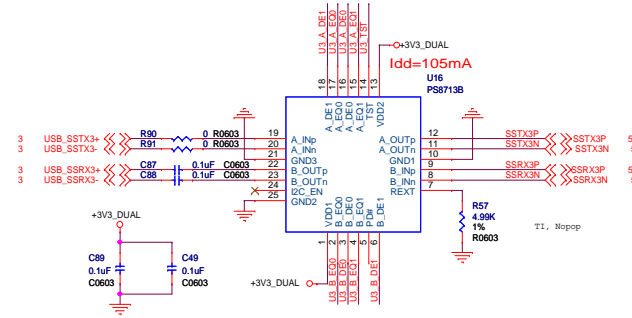 U3_A_DE1
U3_A_EQ0
U3_A_DE0
U3_A_EQ1
U3_TST
+3V3_DUAL
Idd=105mA
U16
PS8713B
18
17
16
15
14
13
A_DE1
A_EQ0
A_DE0
A_EQ1
TST
VDD2
3 USB_SSTX3+ R90 0 R0603 19 A_INp A_OUTp 12 SSTX3P SSTX3P 5
3 USB_SSTX3- R91 0 R0603 20 A_INn A_OUTn 11 SSTX3N SSTX3N 5
21 GND3 GND1 10
3 USB_SSRX3+ C87 0.1uF C0603 22 B_OUTp B_INp 9 SSRX3P SSRX3P 5
3 USB_SSRX3- C88 0.1uF C0603 23 B_OUTn B_INn 8 SSRX3N SSRX3N 5
24 I2C_EN REXT 7
25 GND2
VDD1
B_EQ0
B_DE0
B_EQ1
PD#
B_DE1
1
2
3
4
5
6
R57
4.99K
1%
R0603
TI, Nopop
+3V3_DUAL
C89
0.1uF
C0603
C49
0.1uF
C0603
+3V3_DUAL
U3_B_EQ0
U3_B_DE0
U3_B_EQ1
U3_B_DE1